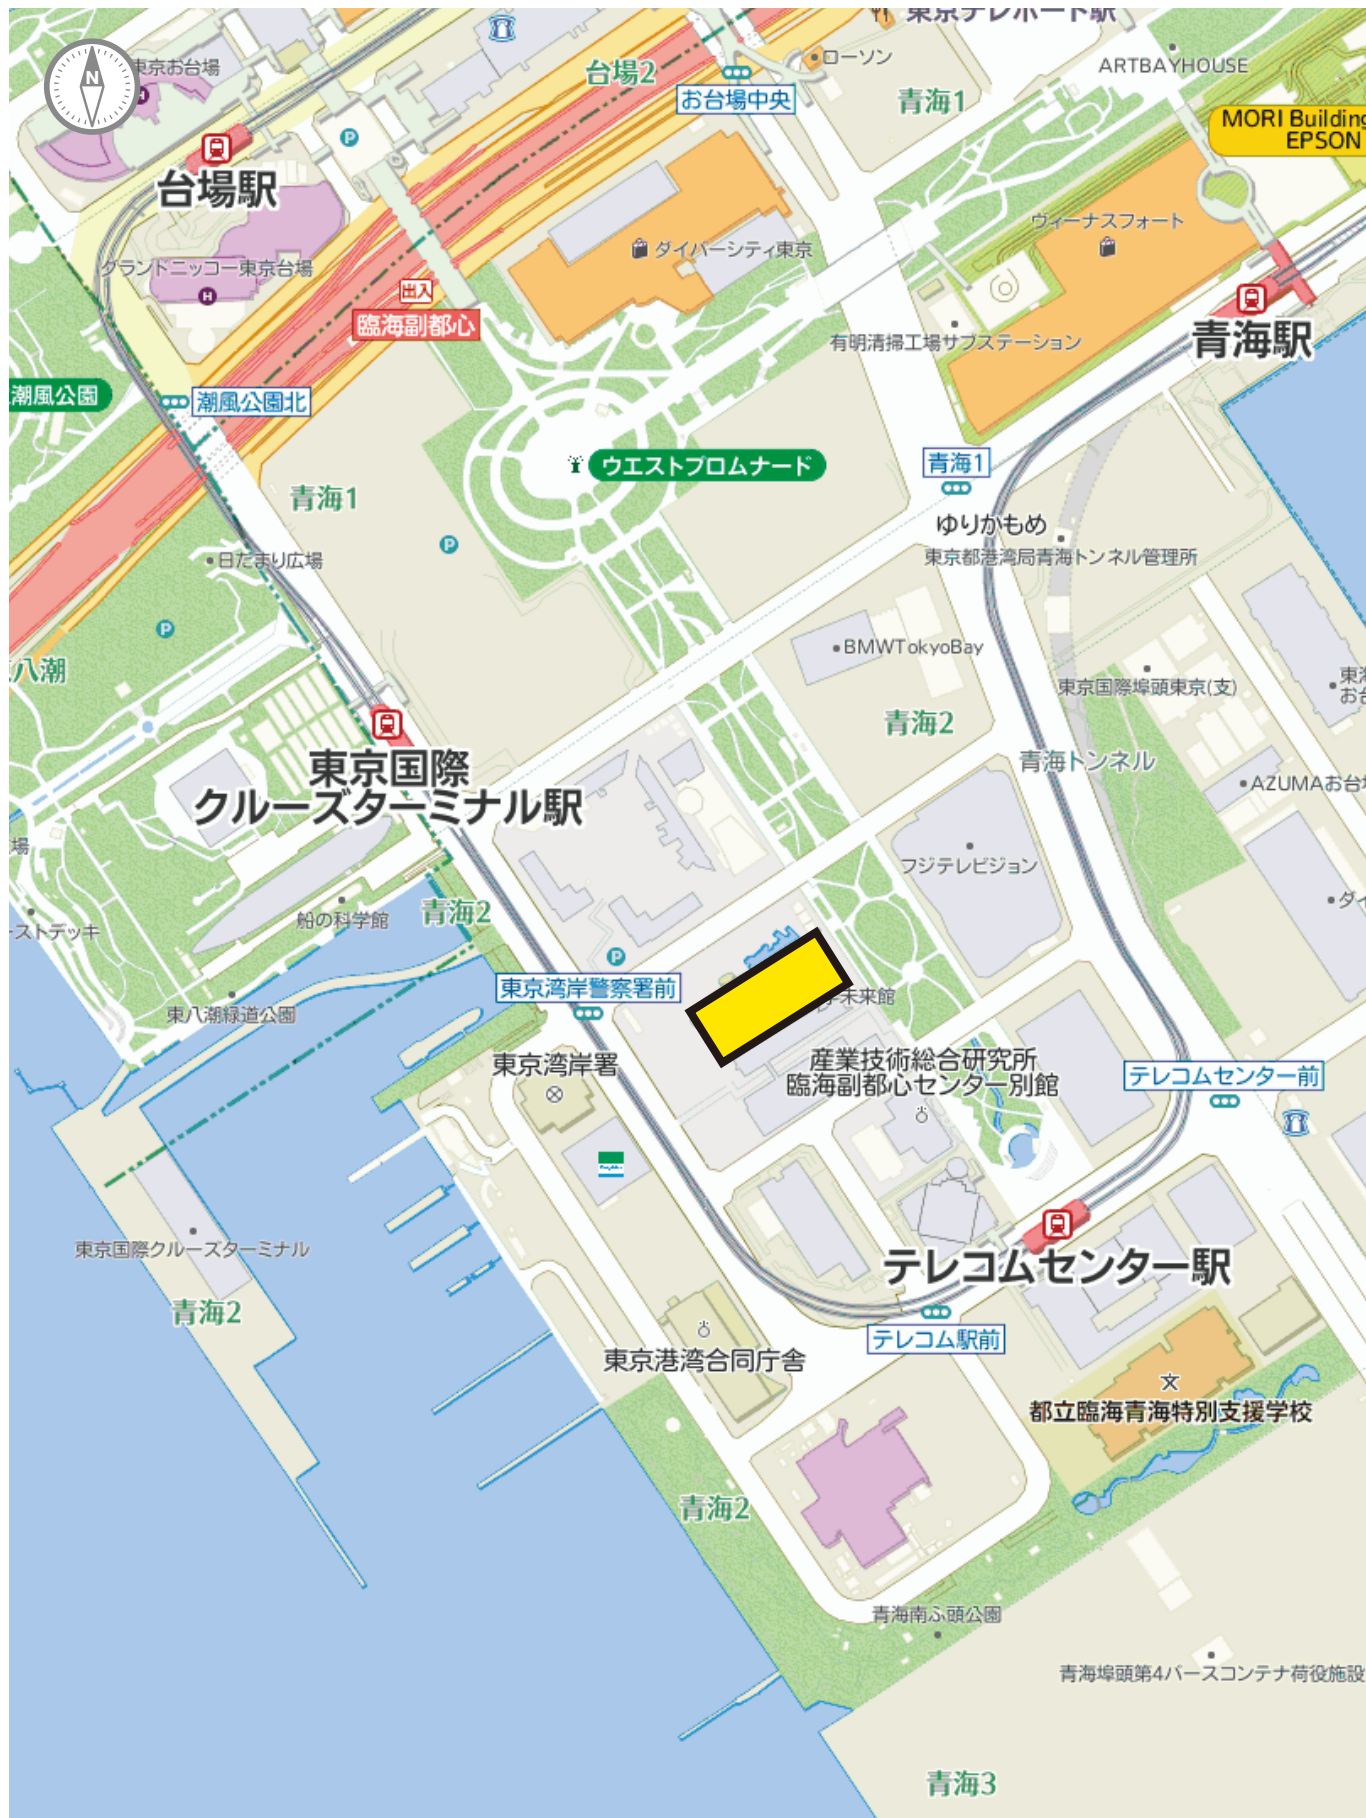 東京テレポート駅
東京お台場
台場2
ローソン
ARTBAYHOUSE
お台場中央
青海1
MORI Building
EPSON
台場駅
ヴィーナスフォート
ダイバーシティ東京
グランドニッコー東京台場
出入
臨海副都心
有明清掃工場サブステーション
青海駅
潮風公園
潮風公園北
ウエストプロムナード
青海1
青海1
ゆりかもめ
東京都港湾局青海トンネル管理所
日だまり広場
P
P
P
BMWTokyoBay
八潮
東京国際埠頭東京(支)
青海2
東京国際
クルーズターミナル駅
青海トンネル
AZUMAお台場
フジテレビジョン
場
船の科学館
青海2
ストデッキ
ダイ
P
東京湾岸警察署前
未来館
東八潮緑道公園
東京湾岸署
産業技術総合研究所
臨海副都心センター別館
テレコムセンター前
東京国際クルーズターミナル
テレコムセンター駅
青海2
テレコム駅前
東京港湾合同庁舎
文
都立臨海青海特別支援学校
青海2
青海南ふ頭公園
青海埠頭第4バースコンテナ荷役施設
青海3
N
H
H